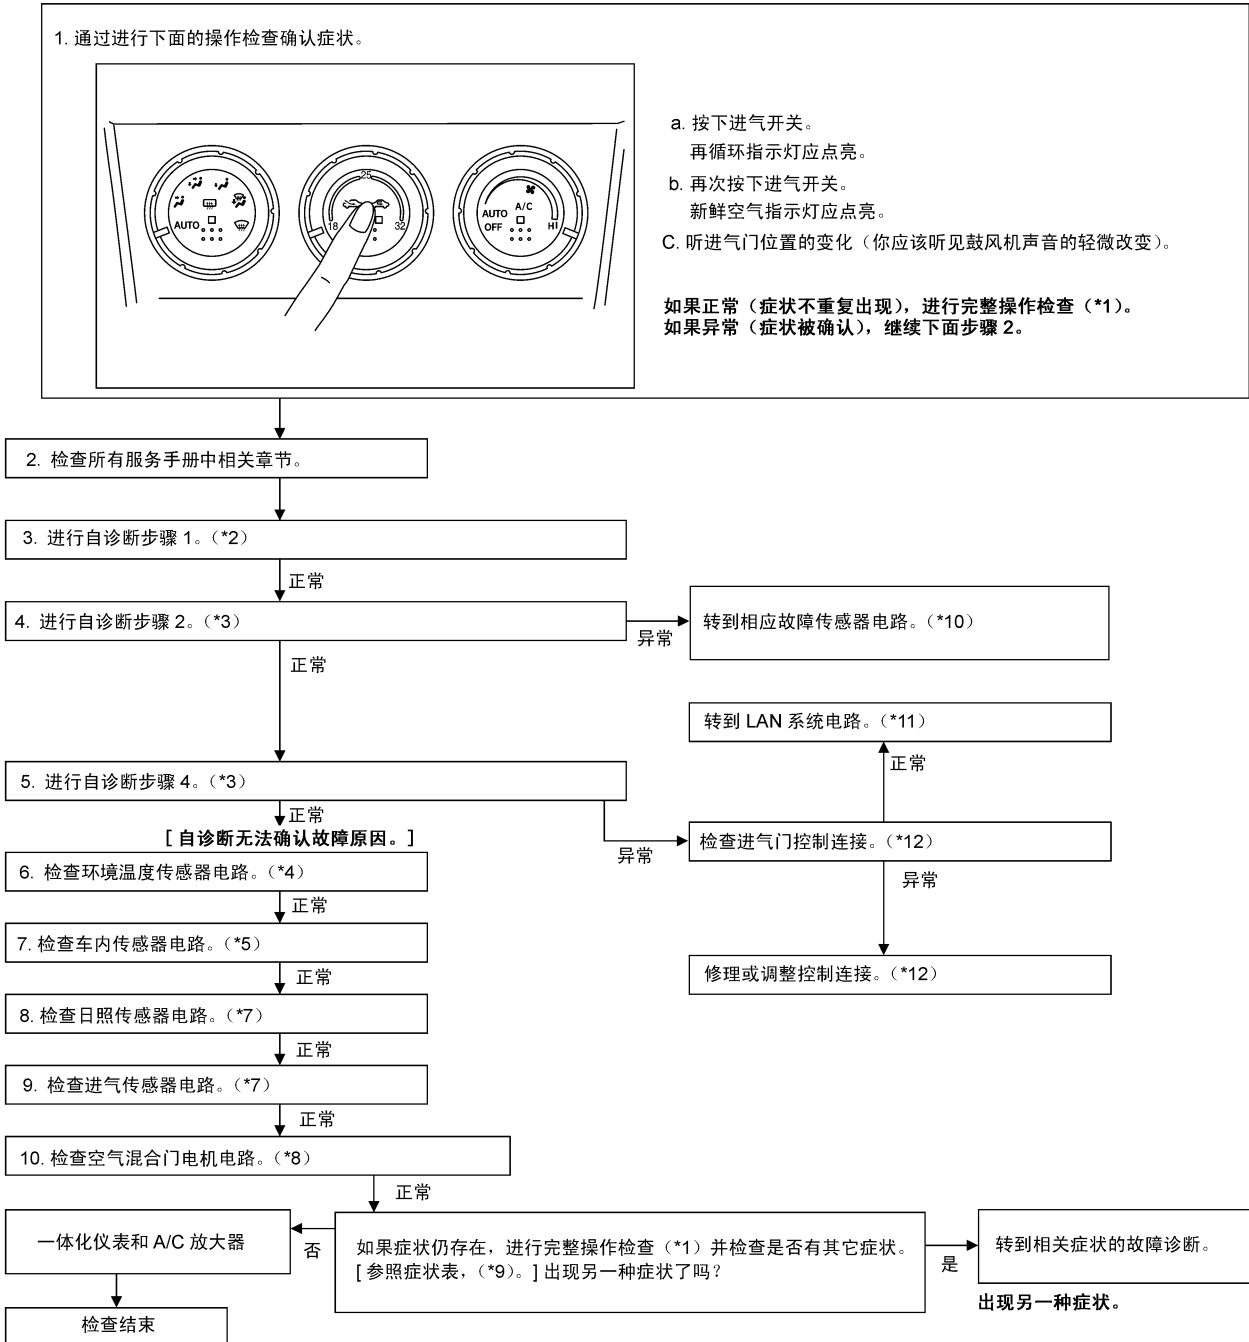 1. 通过进行下面的操作检查确认症状。
25
18
32
AUTO
A/C
AUTO
OFF
HI
a. 按下进气开关。
再循环指示灯应点亮。
b. 再次按下进气开关。
新鲜空气指示灯应点亮。
C. 听进气门位置的变化（你应该听见鼓风机声音的轻微改变）。
如果正常（症状不重复出现），进行完整操作检查（*1）。
如果异常（症状被确认），继续下面步骤 2。
2. 检查所有服务手册中相关章节。
3. 进行自诊断步骤 1。（*2）
正常
4. 进行自诊断步骤 2。（*3）
异常
转到相应故障传感器电路。（*10）
正常
转到 LAN 系统电路。（*11）
正常
5. 进行自诊断步骤 4。（*3）
正常
[ 自诊断无法确认故障原因。]
异常
检查进气门控制连接。（*12）
异常
修理或调整控制连接。（*12）
6. 检查环境温度传感器电路。（*4）
正常
7. 检查车内传感器电路。（*5）
正常
8. 检查日照传感器电路。（*7）
正常
9. 检查进气传感器电路。（*7）
正常
10. 检查空气混合门电机电路。（*8）
正常
如果症状仍存在，进行完整操作检查（*1）并检查是否有其它症状。
[ 参照症状表，（*9）。] 出现另一种症状了吗？
否
一体化仪表和 A/C 放大器
检查结束
是
转到相关症状的故障诊断。
出现另一种症状。